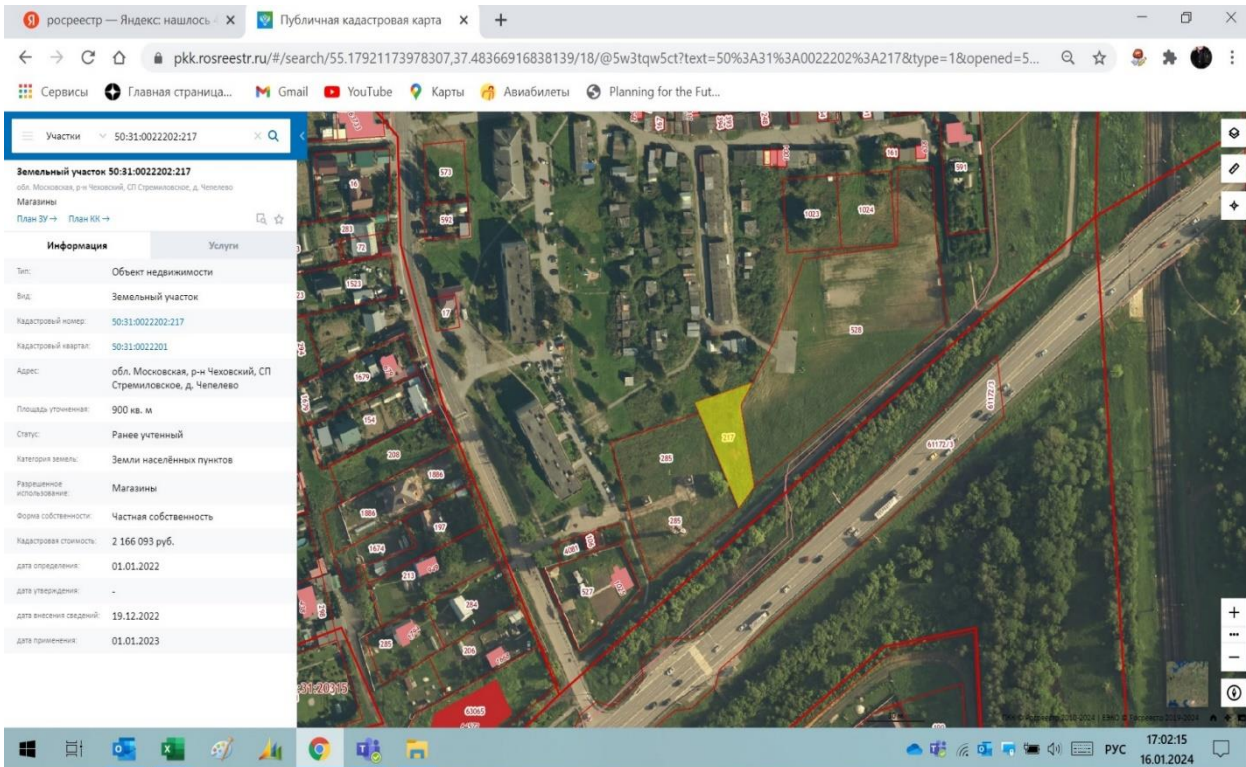 росреестр — Яндекс: нашлось
Публичная кадастровая карта
pkk.rosreestr.ru/#/search/55.17921173978307,37.48366916838139/18/@5w3tqw5ct?text=50%3A31%3A0022202%3A217&type=1&opened=5...
Сервисы
Главная страница...
Gmail
YouTube
Карты
Авиабилеты
Planning for the Fut...
Участки
50:31:0022202:217
Земельный участок 50:31:0022202:217
обл. Московская, р-н Чеховский, СП Стремиловское, д. Чепелево
Магазины
План ЗУ → План КК →
Информация
Услуги
Тип: Объект недвижимости
Вид: Земельный участок
Кадастровый номер: 50:31:0022202:217
Кадастровый квартал: 50:31:0022201
Адрес: обл. Московская, р-н Чеховский, СП
Стремиловское, д. Чепелево
Площадь уточненная: 900 кв. м
Статус: Ранее учтенный
Категория земель: Земли населённых пунктов
Разрешенное
использование: Магазины
Форма собственности: Частная собственность
Кадастровая стоимость: 2 166 093 руб.
дата определения: 01.01.2022
дата утверждения: -
дата внесения сведений: 19.12.2022
дата применения: 01.01.2023
573
16
592
283
72
1523
17
1679
154
208
1886
1886
197
1674
213
284
285
206
63065
:31:20315
161
591
1023
1024
528
217
285
285
4081
527
61172/3
61172/3
РУС
17:02:15
16.01.2024